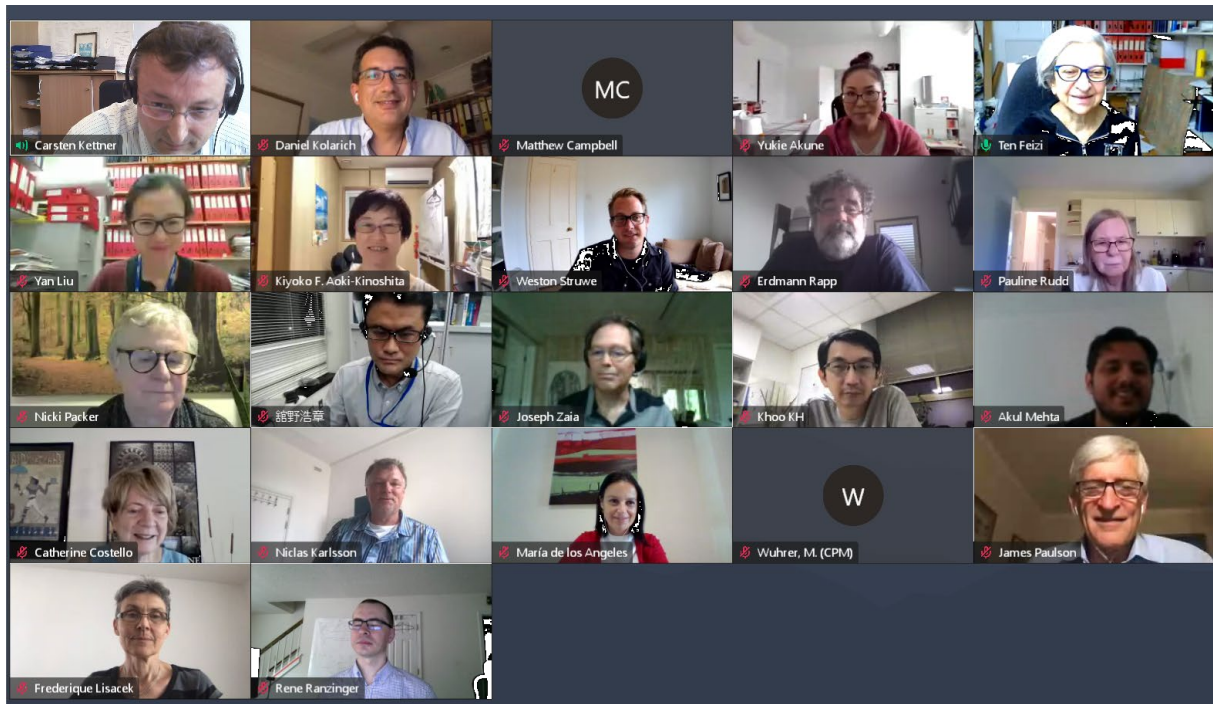 Carsten Kettner
Daniel Kolarich
MC
Matthew Campbell
Yukie Akune
Ten Feizi
Yan Liu
Kiyoko F. Aoki-Kinoshita
Weston Struwe
Erdmann Rapp
Pauline Rudd
Nicki Packer
舘野浩章
Joseph Zaia
Khoo KH
Akul Mehta
Catherine Costello
Niclas Karlsson
María de los Angeles
W
Wuhrer, M. (CPM)
James Paulson
Frederique Lisacek
Rene Ranzinger